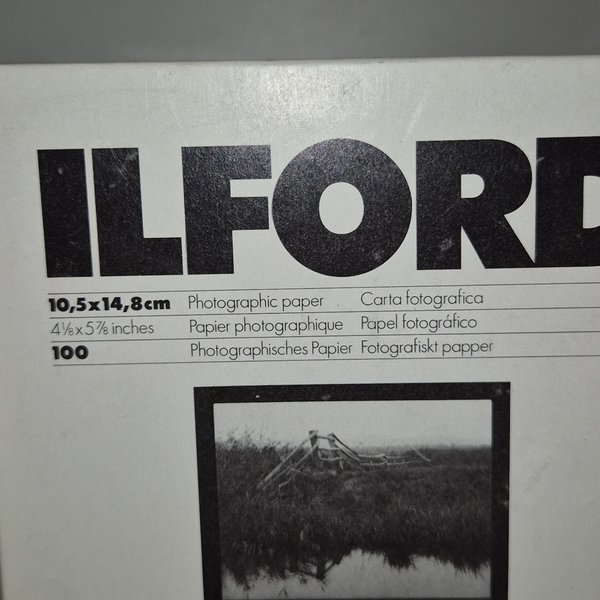 ILFORD
10,5x14,8cm Photographic paper Carta fotografica
4⅛x5⅞ inches Papier photographique Papel fotográfico
100 Photographisches Papier Fotografiskt papper